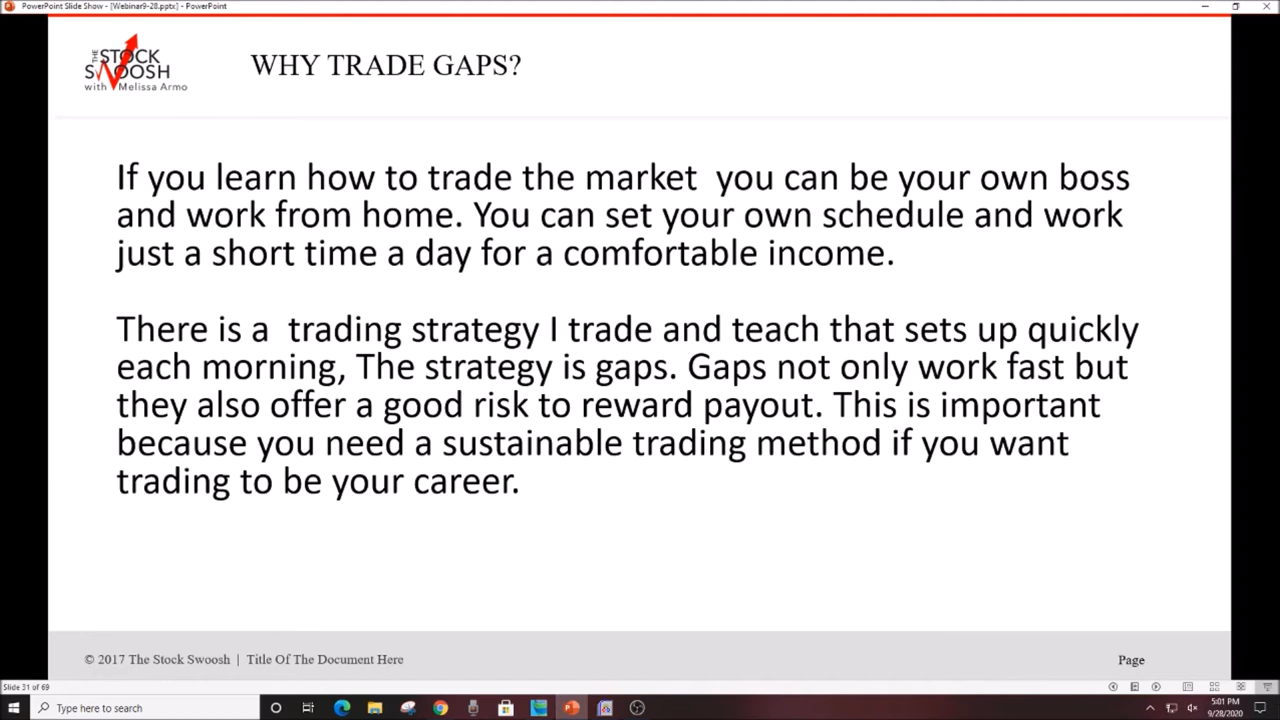 PowerPoint Slide Show - [Webinar9-28.pptx] - PowerPoint
THE STOCK
SWOOSH
with Melissa Armo
WHY TRADE GAPS?
If you learn how to trade the market  you can be your own boss
and work from home. You can set your own schedule and work
just a short time a day for a comfortable income.
There is a  trading strategy I trade and teach that sets up quickly
each morning, The strategy is gaps. Gaps not only work fast but
they also offer a good risk to reward payout. This is important
because you need a sustainable trading method if you want
trading to be your career.
© 2017 The Stock Swoosh | Title Of The Document Here
Page
Slide 31 of 69
Type here to search
5:01 PM
9/28/2020